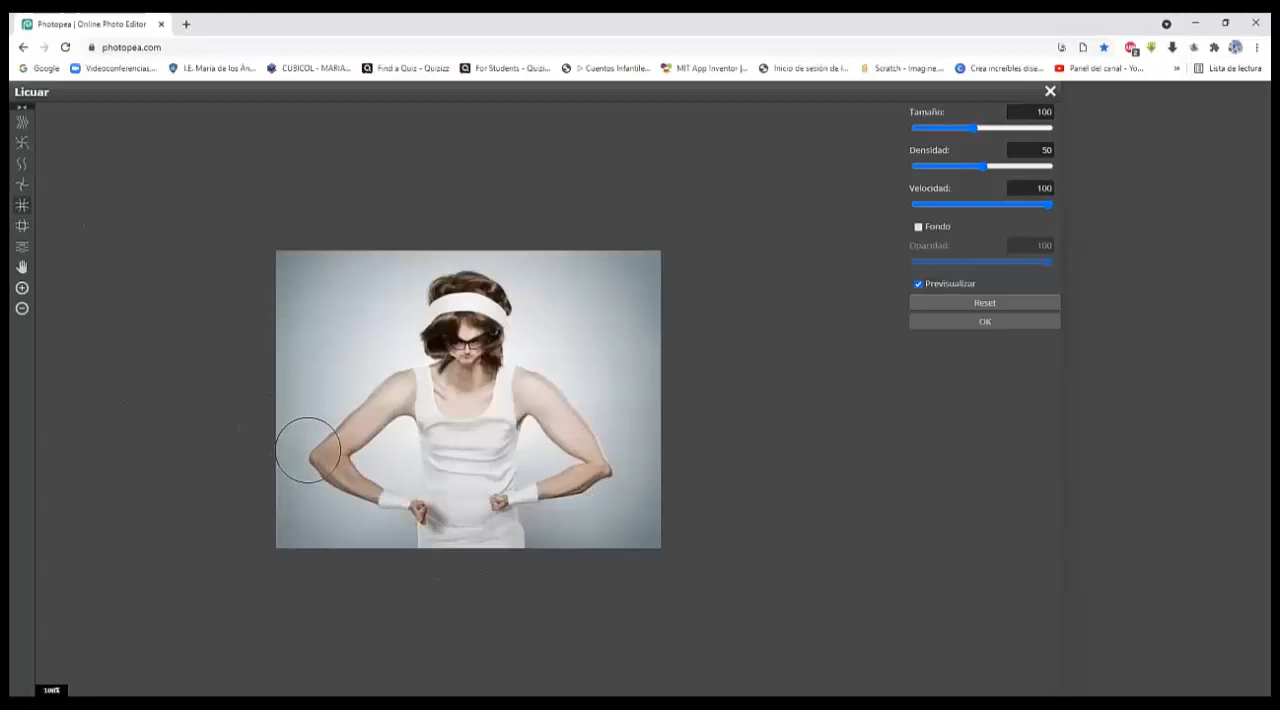 Photopea | Online Photo Editor
photopea.com
Google
Videoconferencias,...
I.E. María de los Án...
CUBICOL - MARIA...
Find a Quiz - Quizizz
For Students - Quizi...
▷ Cuentos Infantile...
MIT App Inventor |...
Inicio de sesión de l...
Scratch - Imagine,...
Crea increíbles dise...
Panel del canal - Yo...
»
Lista de lectura
Licuar
Tamaño: 100
Densidad: 50
Velocidad: 100
Fondo
Opacidad: 100
Previsualizar
Reset
OK